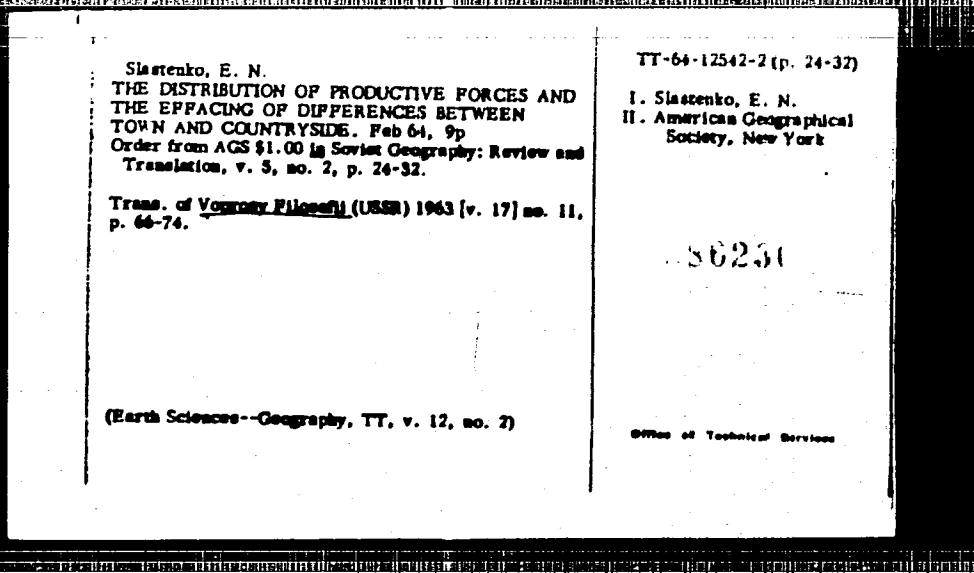 Slastenko, E. N.
THE DISTRIBUTION OF PRODUCTIVE FORCES AND
THE EFFACING OF DIFFERENCES BETWEEN
TOWN AND COUNTRYSIDE. Feb 64, 9p
Order from AGS $1.00 in Soviet Geography: Review and
Translation, v. 5, no. 2, p. 24-32.
Trans. of Voprosy Filosofii (USSR) 1963 [v. 17] no. 11,
p. 66-74.
(Earth Sciences--Geography, TT, v. 12, no. 2)
TT-64-12542-2 (p. 24-32)
I. Slastenko, E. N.
II. American Geographical
Society, New York
Office of Technical Services